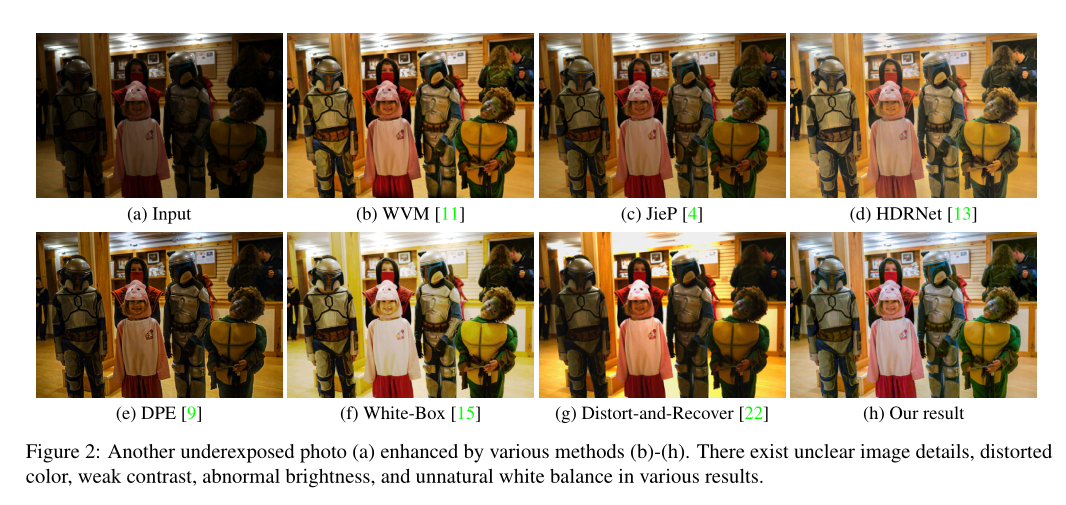 (a) Input
(b) WVM [11]
(c) JieP [4]
(d) HDRNet [13]
(e) DPE [9]
(f) White-Box [15]
(g) Distort-and-Recover [22]
(h) Our result
Figure 2: Another underexposed photo (a) enhanced by various methods (b)-(h). There exist unclear image details, distorted
color, weak contrast, abnormal brightness, and unnatural white balance in various results.